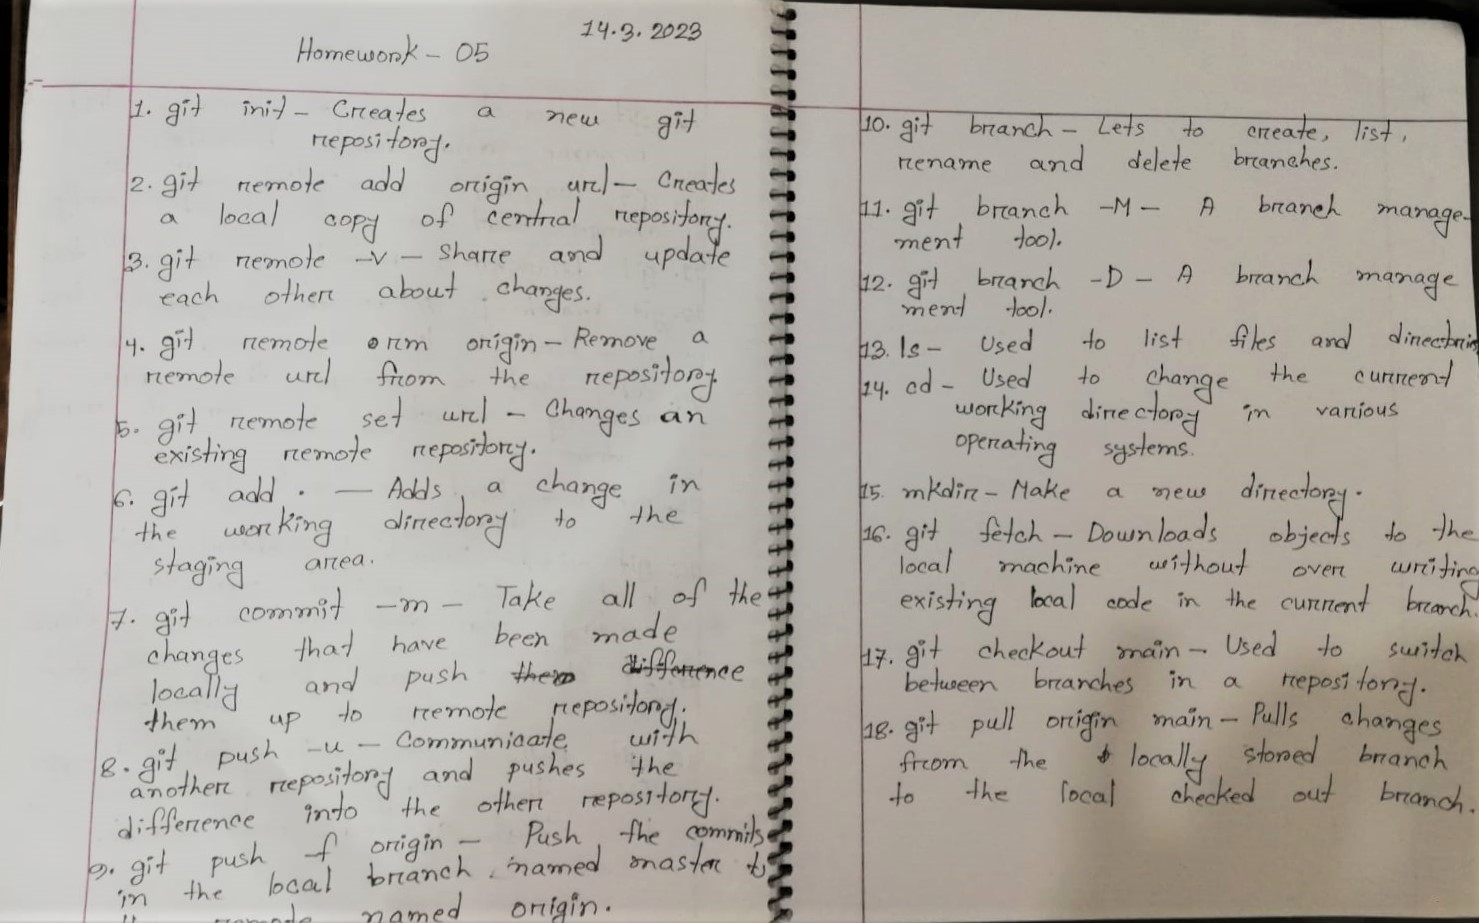 14.3.2023
Homework - 05
1. git init - Creates a new git
repository.
2. git remote add origin url - Creates
a local copy of central repository.
3. git remote -v - Share and update
each other about changes.
4. git remote rm origin - Remove a
remote url from the repository
5. git remote set url - Changes an
existing remote repository.
6. git add . - Adds a change in
the working directory to the
staging area.
7. git commit -m - Take all of the
changes that have been made
locally and push
them up to remote repository.
8. git push -u - Communicate with
another repository and pushes the
difference into the other repository.
9. git push -f origin - Push the commits
in the local branch named master to
named origin.
10. git branch - Lets to create, list,
rename and delete branches.
11. git branch -M - A branch manage-
ment tool.
12. git branch -D - A branch manage
ment tool.
13. ls - Used to list files and
14. cd - Used to change the current
working directory in various
operating systems.
15. mkdir - Make a new directory.
16. git fetch - Downloads objects to the
local machine without over writing
existing local code in the current branch.
17. git checkout main - Used to switch
between branches in a repository.
18. git pull origin main - Pulls changes
from the locally stored branch
to the local checked out branch.